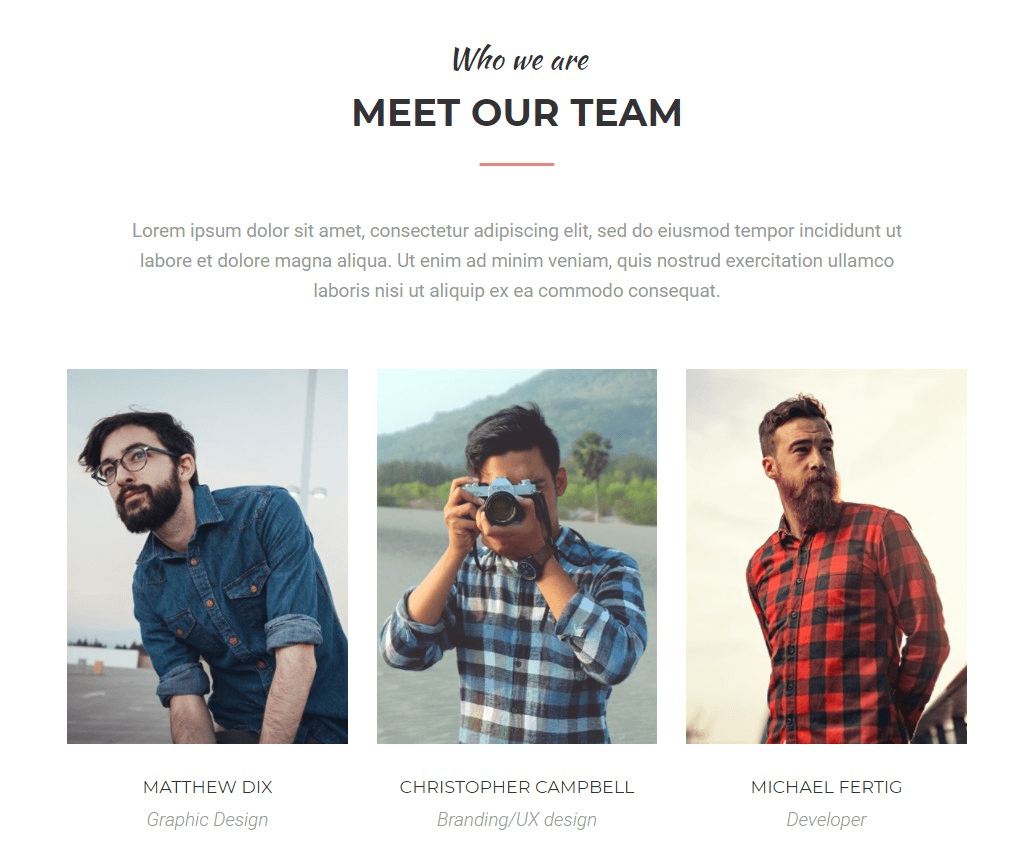 Who we are
MEET OUR TEAM
Lorem ipsum dolor sit amet, consectetur adipiscing elit, sed do eiusmod tempor incididunt ut
labore et dolore magna aliqua. Ut enim ad minim veniam, quis nostrud exercitation ullamco
laboris nisi ut aliquip ex ea commodo consequat.
MATTHEW DIX
Graphic Design
CHRISTOPHER CAMPBELL
Branding/UX design
MICHAEL FERTIG
Developer